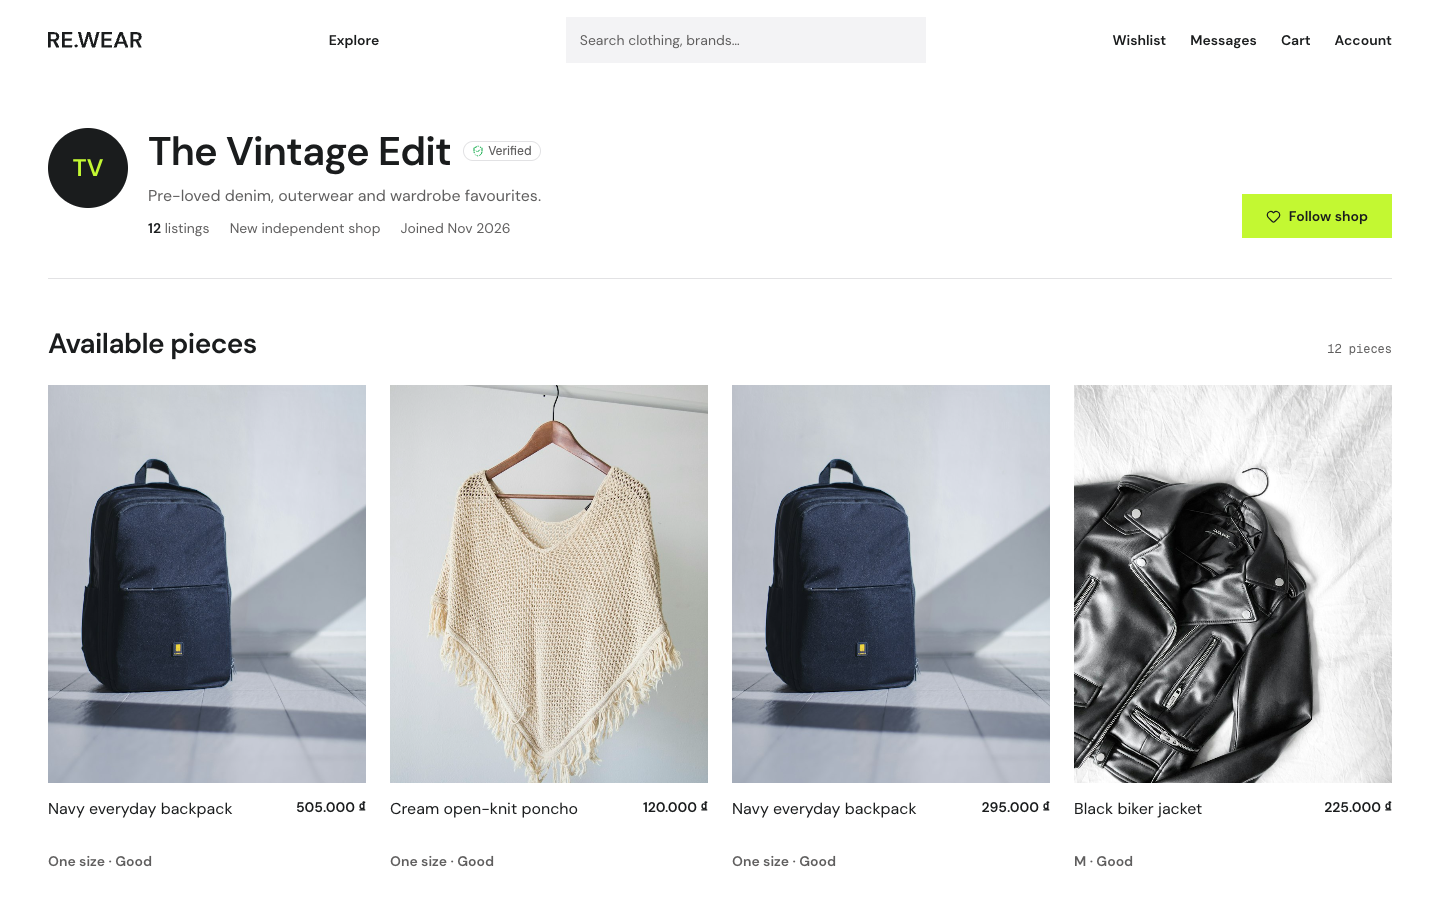 RE.WEAR
Explore
Search clothing, brands…
Wishlist
Messages
Cart
Account
TV
The Vintage Edit
Verified
Pre-loved denim, outerwear and wardrobe favourites.
12 listings
New independent shop
Joined Nov 2026
Follow shop
Available pieces
12 pieces
Navy everyday backpack
505.000 ₫
One size · Good
Cream open-knit poncho
120.000 ₫
One size · Good
Navy everyday backpack
295.000 ₫
One size · Good
Black biker jacket
225.000 ₫
M · Good